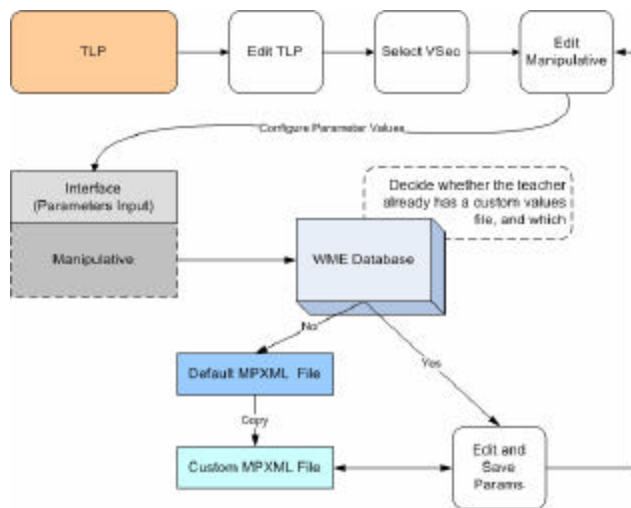 TLP
Edit TLP
Select VSec
Edit
Manipulative
Configure Parameter Values
Interface
(Parameters Input)
Manipulative
Decide whether the teacher
already has a custom values
file, and which
WME Database
No
Yes
Default MPXML File
Copy
Custom MPXML File
Edit and
Save
Params